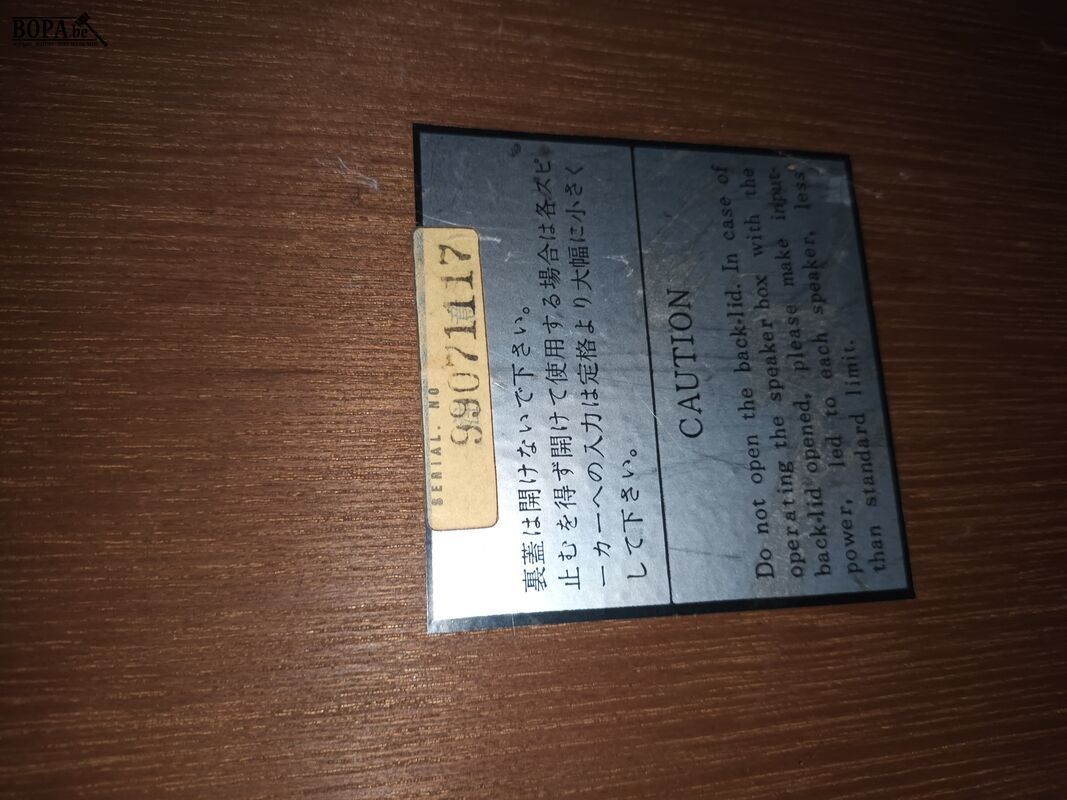 BOPA.be
SERIAL. NO
99071117
裏蓋は開けないで下さい。
止むを得ず開けて使用する場合は各スピ
ーカーへの入力は定格より大幅に小さく
して下さい。
CAUTION
Do not open the back-lid. In case of
operating the speaker box with the
back-lid opened, please make input-
power, led to each speaker, less
than standard limit.